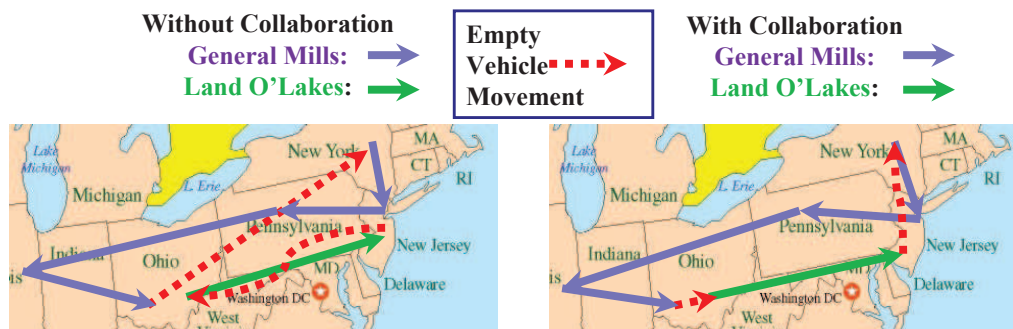 Without Collaboration
General Mills:
Land O'Lakes:
Empty
Vehicle
Movement
With Collaboration
General Mills:
Land O'Lakes:
Lake
Michigan
Michigan
L. Erie
New York
MA
CT
RI
Pennsylvania
Indiana
Ohio
New Jersey
MD
Delaware
Washington DC
West
Lake
Michigan
Michigan
L. Erie
New York
MA
CT
RI
Pennsylvania
Indiana
Ohio
New Jersey
MD
Delaware
Washington DC
West